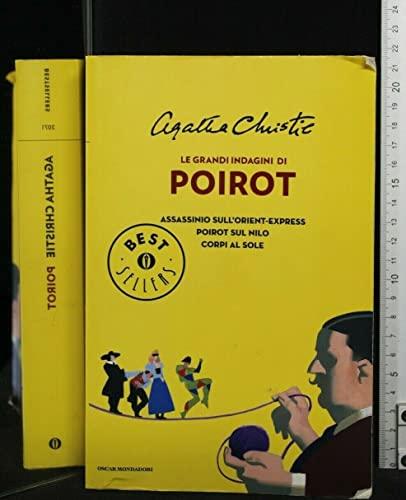 BESTSELLERS
2071
AGATHA CHRISTIE POIROT
Agatha Christie
LE GRANDI INDAGINI DI
POIROT
ASSASSINIO SULL'ORIENT-EXPRESS
POIROT SUL NILO
CORPI AL SOLE
BEST
SELLERS
OSCAR MONDADORI